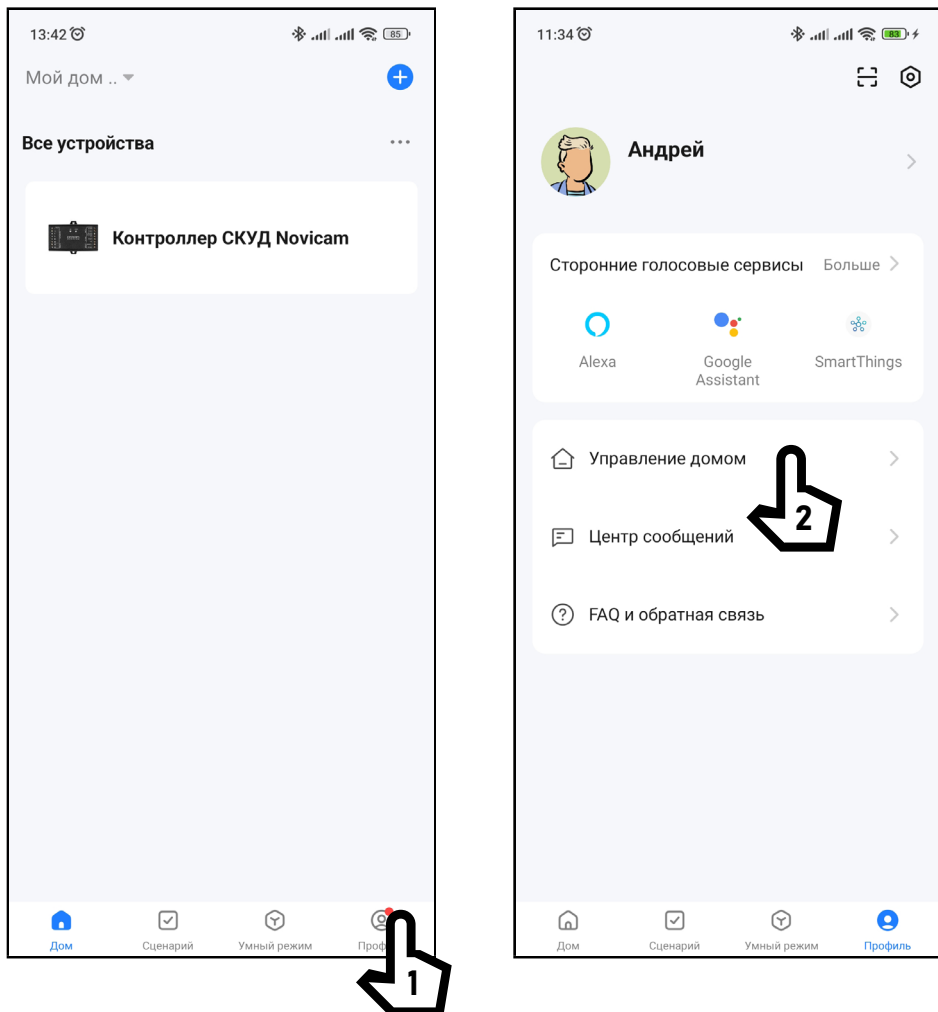 13:42
85
Мой дом ..
Все устройства
Контроллер СКУД Novicam
Дом
Сценарий
Умный режим
1
11:34
83
Андрей
Сторонние голосовые сервисы Больше
Alexa
Google
Assistant
SmartThings
Управление домом
2
Центр сообщений
FAQ и обратная связь
Дом
Сценарий
Умный режим
Профиль